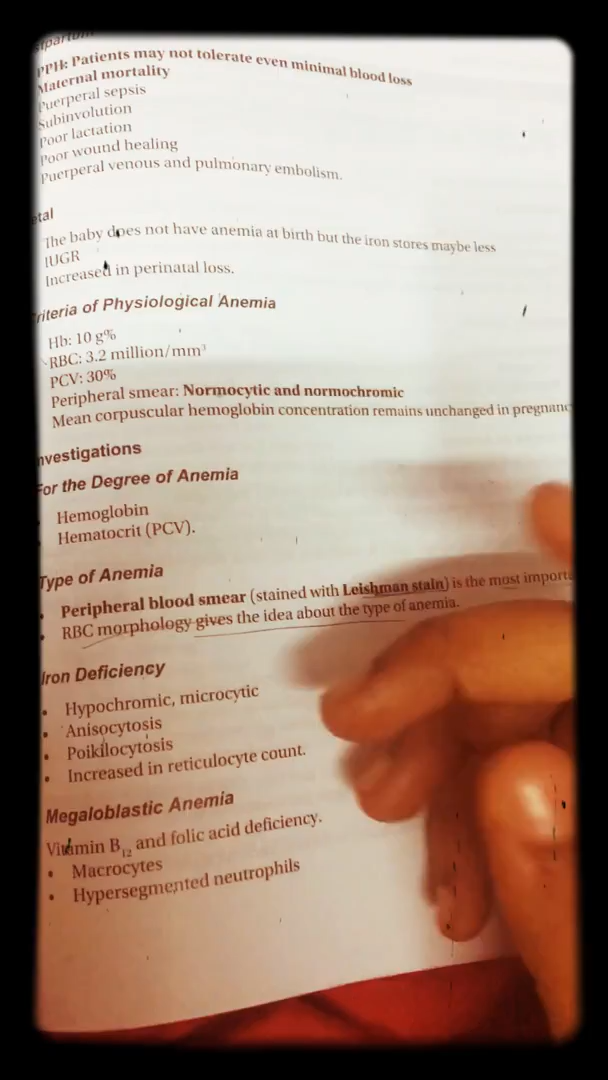 PPH: Patients may not tolerate even minimal blood loss
Maternal mortality
Puerperal sepsis
Subinvolution
Poor lactation
Poor wound healing
Puerperal venous and pulmonary embolism.
etal
The baby does not have anemia at birth but the iron stores maybe less
IUGR
Increased in perinatal loss.
riteria of Physiological Anemia
Hb: 10 g%
RBC: 3.2 million/mm³
PCV: 30%
Peripheral smear: Normocytic and normochromic
Mean corpuscular hemoglobin concentration remains unchanged in pregnanc
nvestigations
For the Degree of Anemia
Hemoglobin
• Hematocrit (PCV).
Type of Anemia
• Peripheral blood smear (stained with Leishman stain) is the most importa
• RBC morphology gives the idea about the type of anemia.
Iron Deficiency
• Hypochromic, microcytic
• Anisocytosis
• Poikilocytosis
• Increased in reticulocyte count.
Megaloblastic Anemia
Vitamin B₁₂ and folic acid deficiency.
• Macrocytes
• Hypersegmented neutrophils